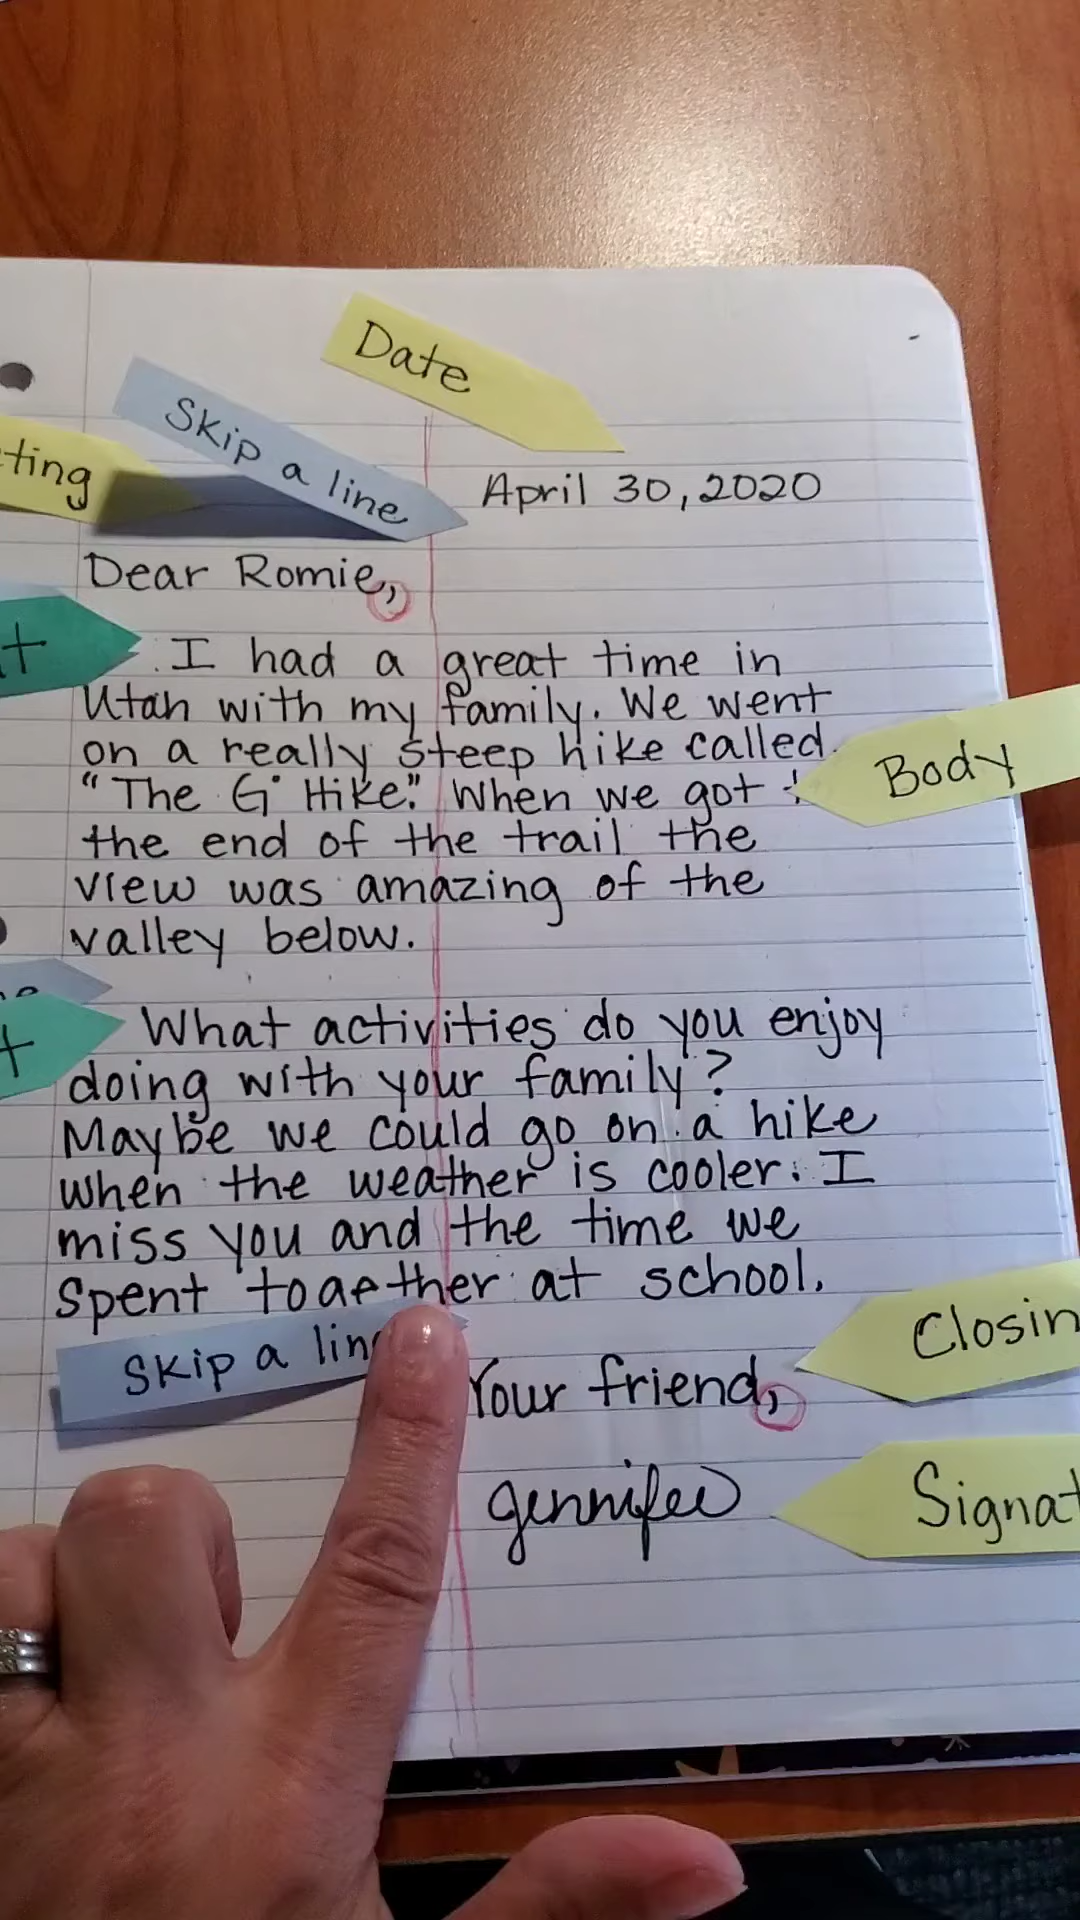 Date
Skip a line
ting
April 30, 2020
Dear Romie,
t
I had a great time in
Utah with my family. We went
on a really steep hike called
Body
"The G Hike." When we got
the end of the trail the
view was amazing of the
valley below.
What activities do you enjoy
t
doing with your family?
Maybe we could go on a hike
when the weather is cooler. I
miss you and the time we
spent together at school.
Skip a lin
Closin
Your friend,
Jennifer
Signat